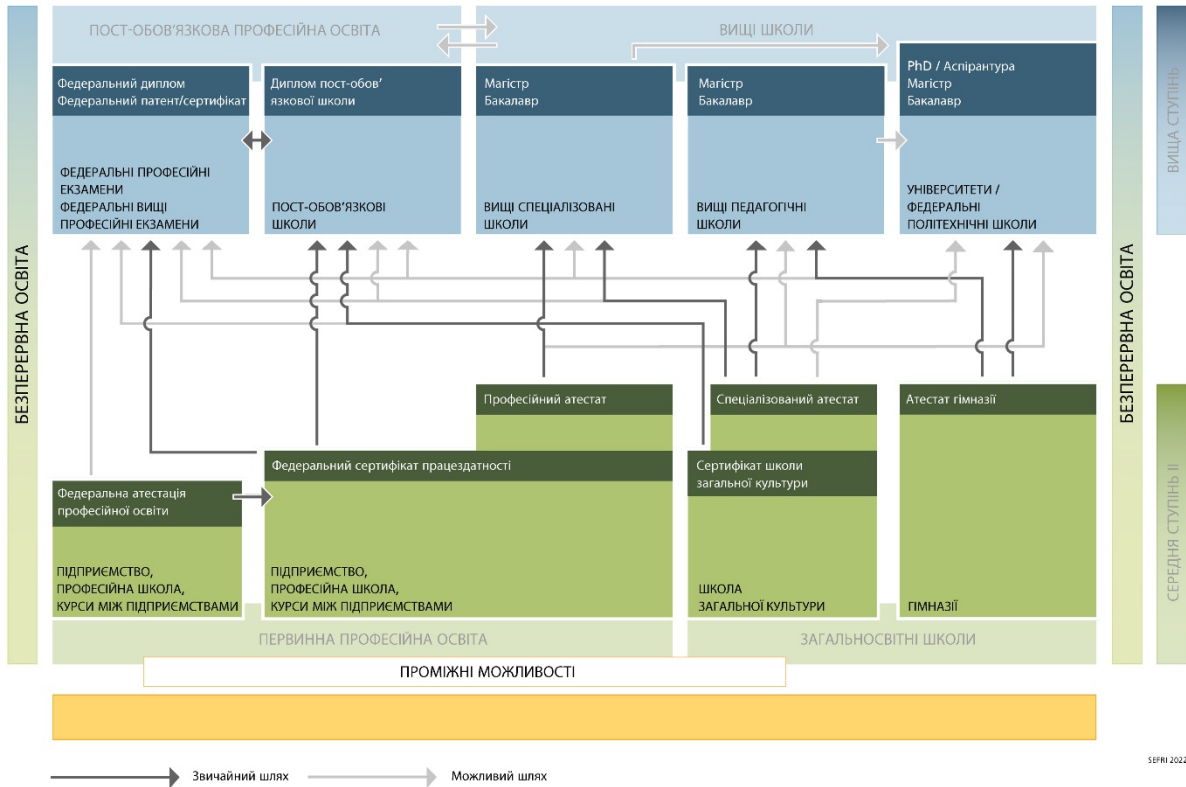 ПОСТ-ОБОВ'ЯЗКОВА ПРОФЕСІЙНА ОСВІТА
ВИЩІ ШКОЛИ
Федеральний диплом
Федеральний патент/сертифікат
Диплом пост-обов'
язкової школи
Магістр
Бакалавр
Магістр
Бакалавр
PhD / Аспірантура
Магістр
Бакалавр
ФЕДЕРАЛЬНІ ПРОФЕСІЙНІ
ЕКЗАМЕНИ
ФЕДЕРАЛЬНІ ВИЩІ
ПРОФЕСІЙНІ ЕКЗАМЕНИ
ПОСТ-ОБОВ'ЯЗКОВІ
ШКОЛИ
ВИЩІ СПЕЦІАЛІЗОВАНІ
ШКОЛИ
ВИЩІ ПЕДАГОГІЧНІ
ШКОЛИ
УНІВЕРСИТЕТИ /
ФЕДЕРАЛЬНІ
ПОЛІТЕХНІЧНІ ШКОЛИ
БЕЗПЕРЕРВНА ОСВІТА
БЕЗПЕРЕРВНА ОСВІТА
ВИЩА СТУПІНЬ
СЕРЕДНЯ СТУПІНЬ II
Професійний атестат
Спеціалізований атестат
Атестат гімназії
Федеральний сертифікат працездатності
Сертифікат школи
загальної культури
Федеральна атестація
професійної освіти
ПІДПРИЄМСТВО,
ПРОФЕСІЙНА ШКОЛА,
КУРСИ МІЖ ПІДПРИЄМСТВАМИ
ПІДПРИЄМСТВО,
ПРОФЕСІЙНА ШКОЛА,
КУРСИ МІЖ ПІДПРИЄМСТВАМИ
ШКОЛА
ЗАГАЛЬНОЇ КУЛЬТУРИ
ГІМНАЗІЇ
ПЕРВИННА ПРОФЕСІЙНА ОСВІТА
ЗАГАЛЬНОСВІТНІ ШКОЛИ
ПРОМІЖНІ МОЖЛИВОСТІ
Звичайний шлях
Можливий шлях
SEFRI 2022